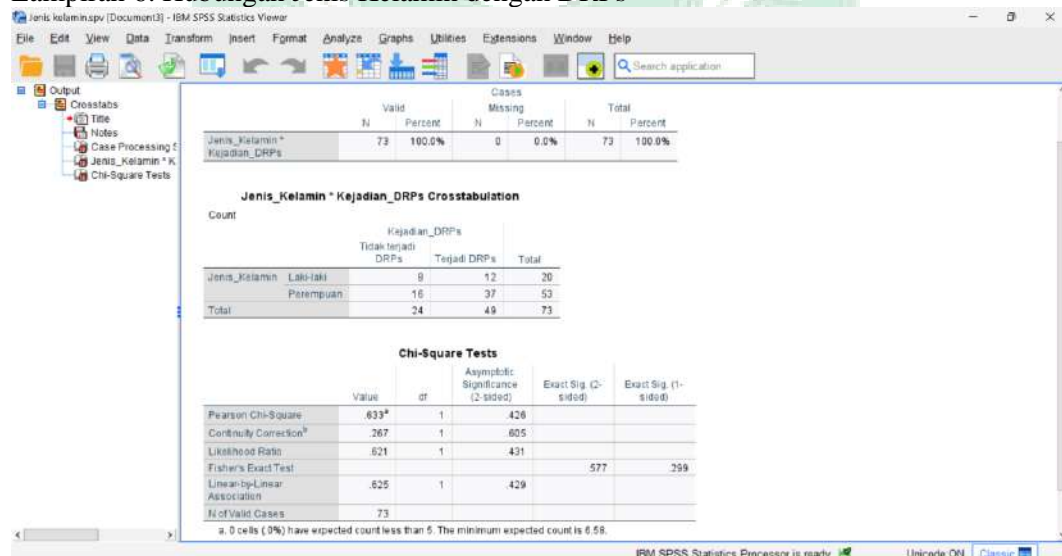 Jenis kelamin.spv [Document3] - IBM SPSS Statistics Viewer
File Edit View Data Transform Insert Format Analyze Graphs Utilities Extensions Window Help
Search application
Output
Crosstabs
Title
Notes
Case Processing S
Jenis_Kelamin * K
Chi-Square Tests
Cases
Valid Missing Total
N Percent N Percent N Percent
Jenis_Kelamin * Kejadian_DRPs 73 100.0% 0 0.0% 73 100.0%
Jenis_Kelamin * Kejadian_DRPs Crosstabulation
Count
Kejadian_DRPs
Tidak terjadi DRPs Terjadi DRPs Total
Jenis_Kelamin Laki-laki 8 12 20
Perempuan 16 37 53
Total 24 49 73
Chi-Square Tests
Value df Asymptotic Significance (2-sided) Exact Sig. (2-sided) Exact Sig. (1-sided)
Pearson Chi-Square .633a 1 .426
Continuity Correctionb .267 1 .605
Likelihood Ratio .621 1 .431
Fisher's Exact Test .577 .299
Linear-by-Linear Association .625 1 .429
N of Valid Cases 73
a. 0 cells (.0%) have expected count less than 5. The minimum expected count is 6.58.
IBM SPSS Statistics Processor is ready Unicode:ON Classic